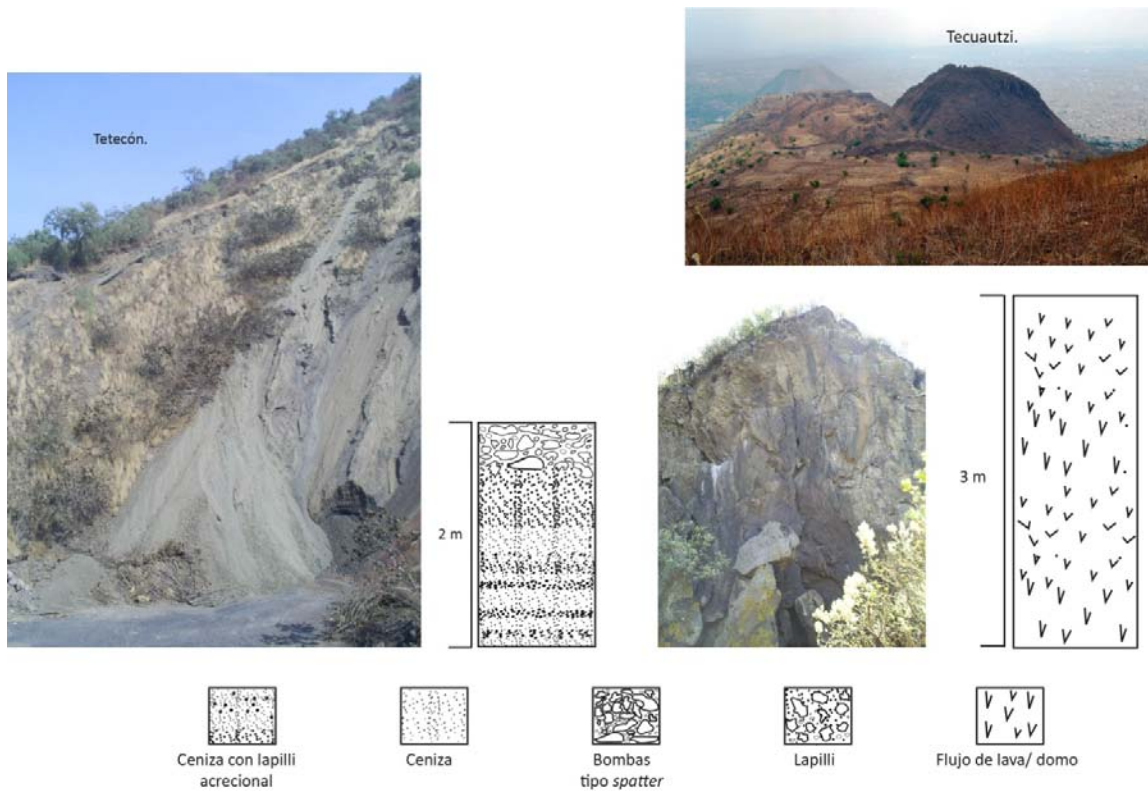 Tecuautzi.
Tetecón.
3 m
2 m
Ceniza con lapilli
acrecional
Ceniza
Bombas
tipo spatter
Lapilli
Flujo de lava/ domo